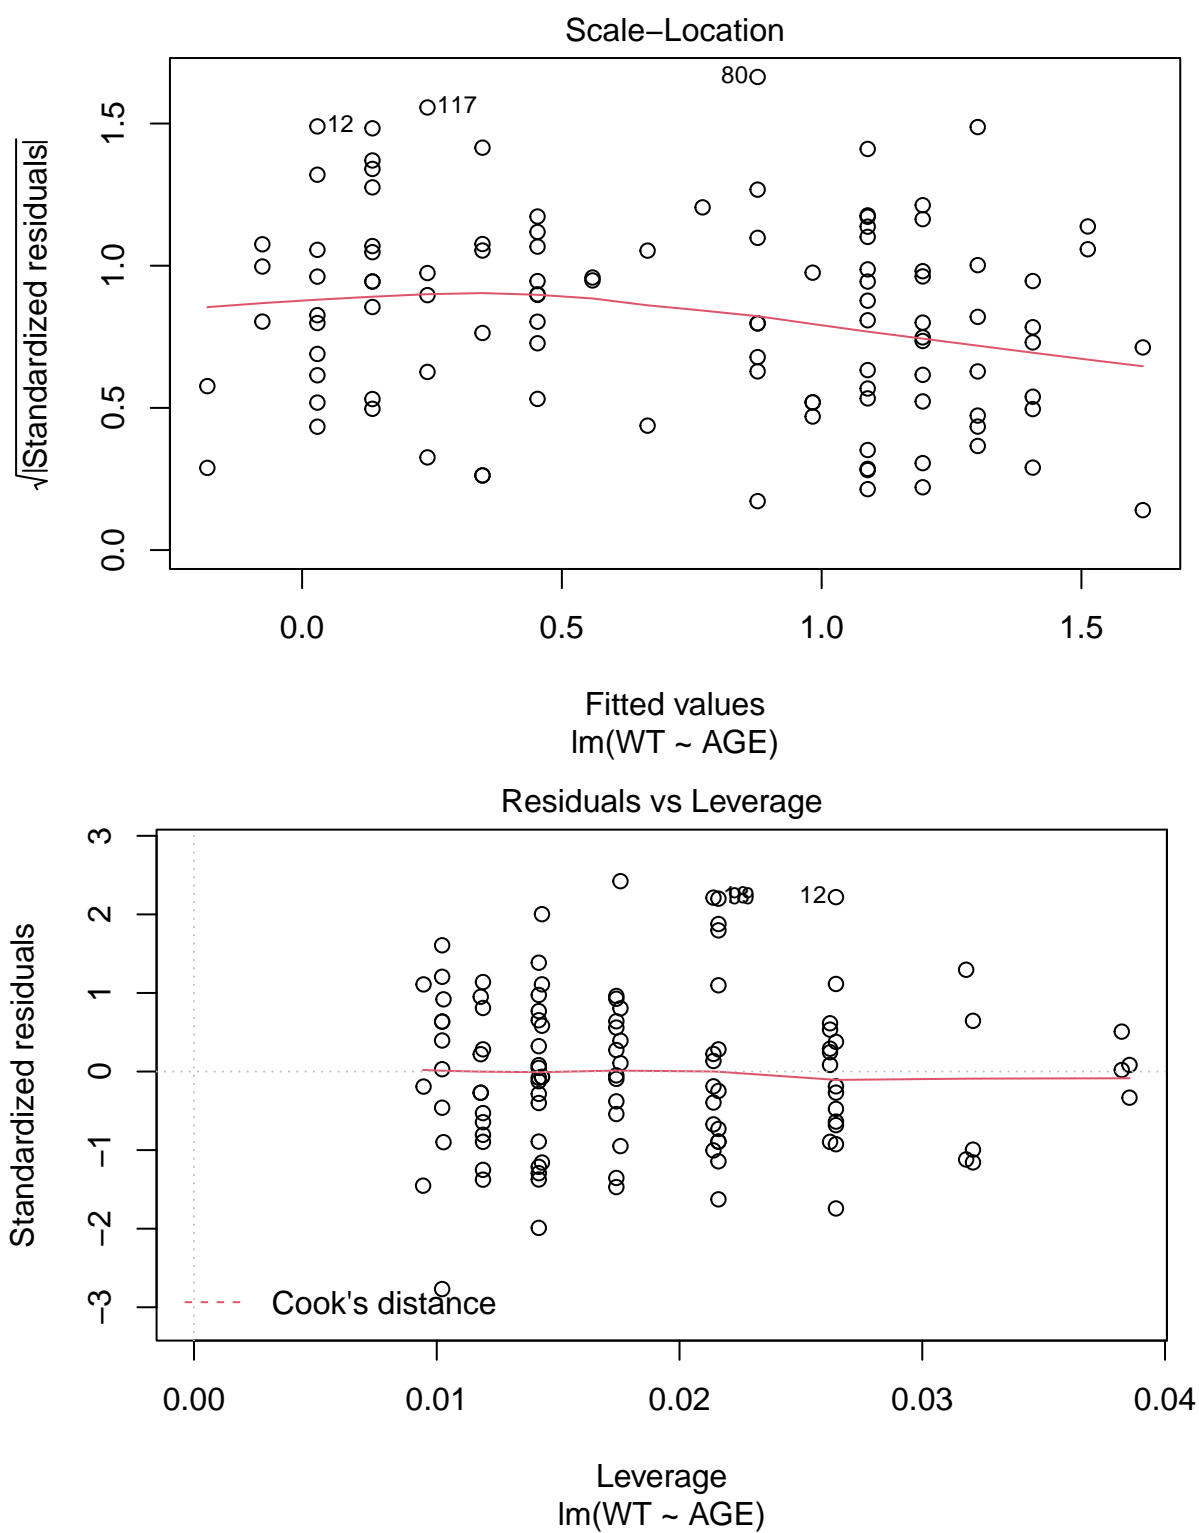 Scale−Location
√|Standardized residuals|
0.0 0.5 1.0 1.5
80
117
12
0.0 0.5 1.0 1.5
Fitted values
lm(WT ~ AGE)
Residuals vs Leverage
Standardized residuals
−3 −2 −1 0 1 2 3
12
Cook's distance
0.00 0.01 0.02 0.03 0.04
Leverage
lm(WT ~ AGE)